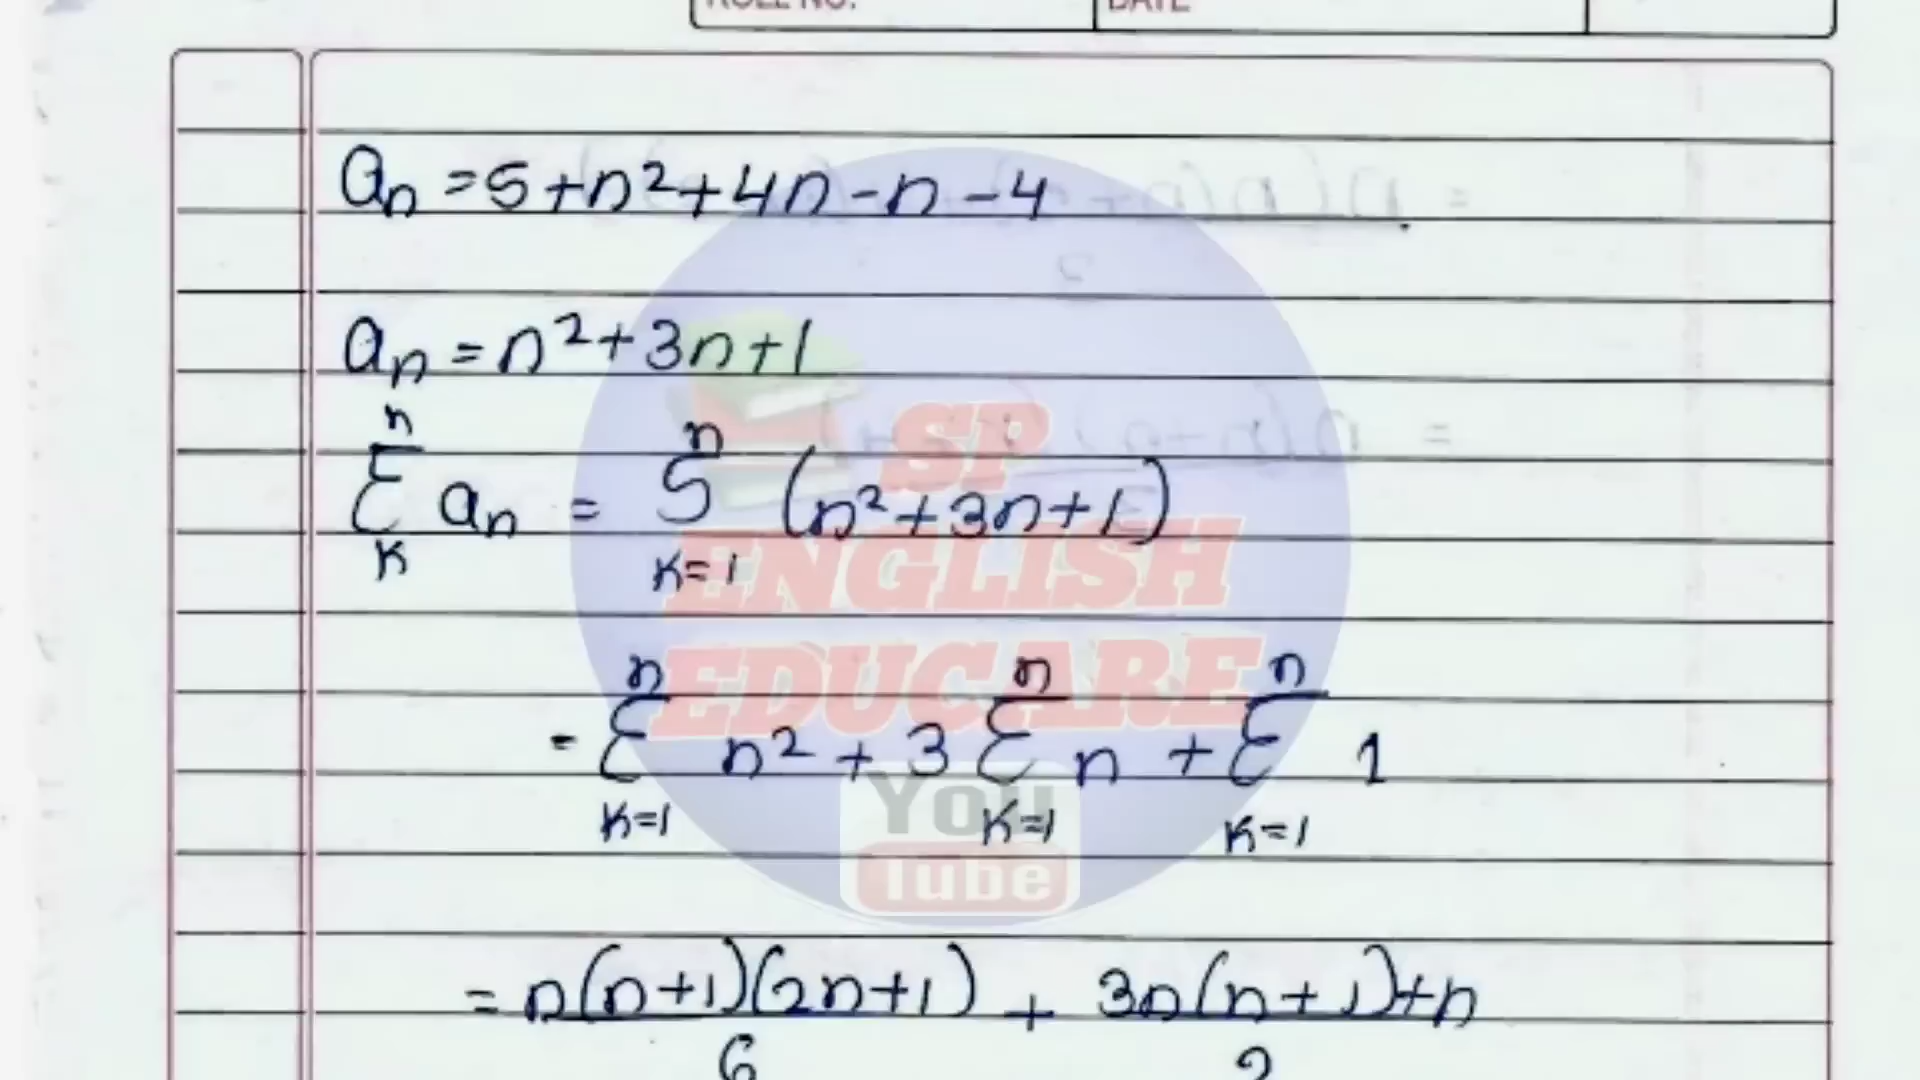 ROLL NO. DATE
an = 5+n²+4n-n-4
an = n²+3n+1
n n
Σ an = Σ (n²+3n+1)
K K=1
n n n
= Σ n² + 3 Σ n + Σ 1
K=1 K=1 K=1
= n(n+1)(2n+1) + 3n(n+1)+n
6 2
SP
ENGLISH
EDUCARE
You
Tube